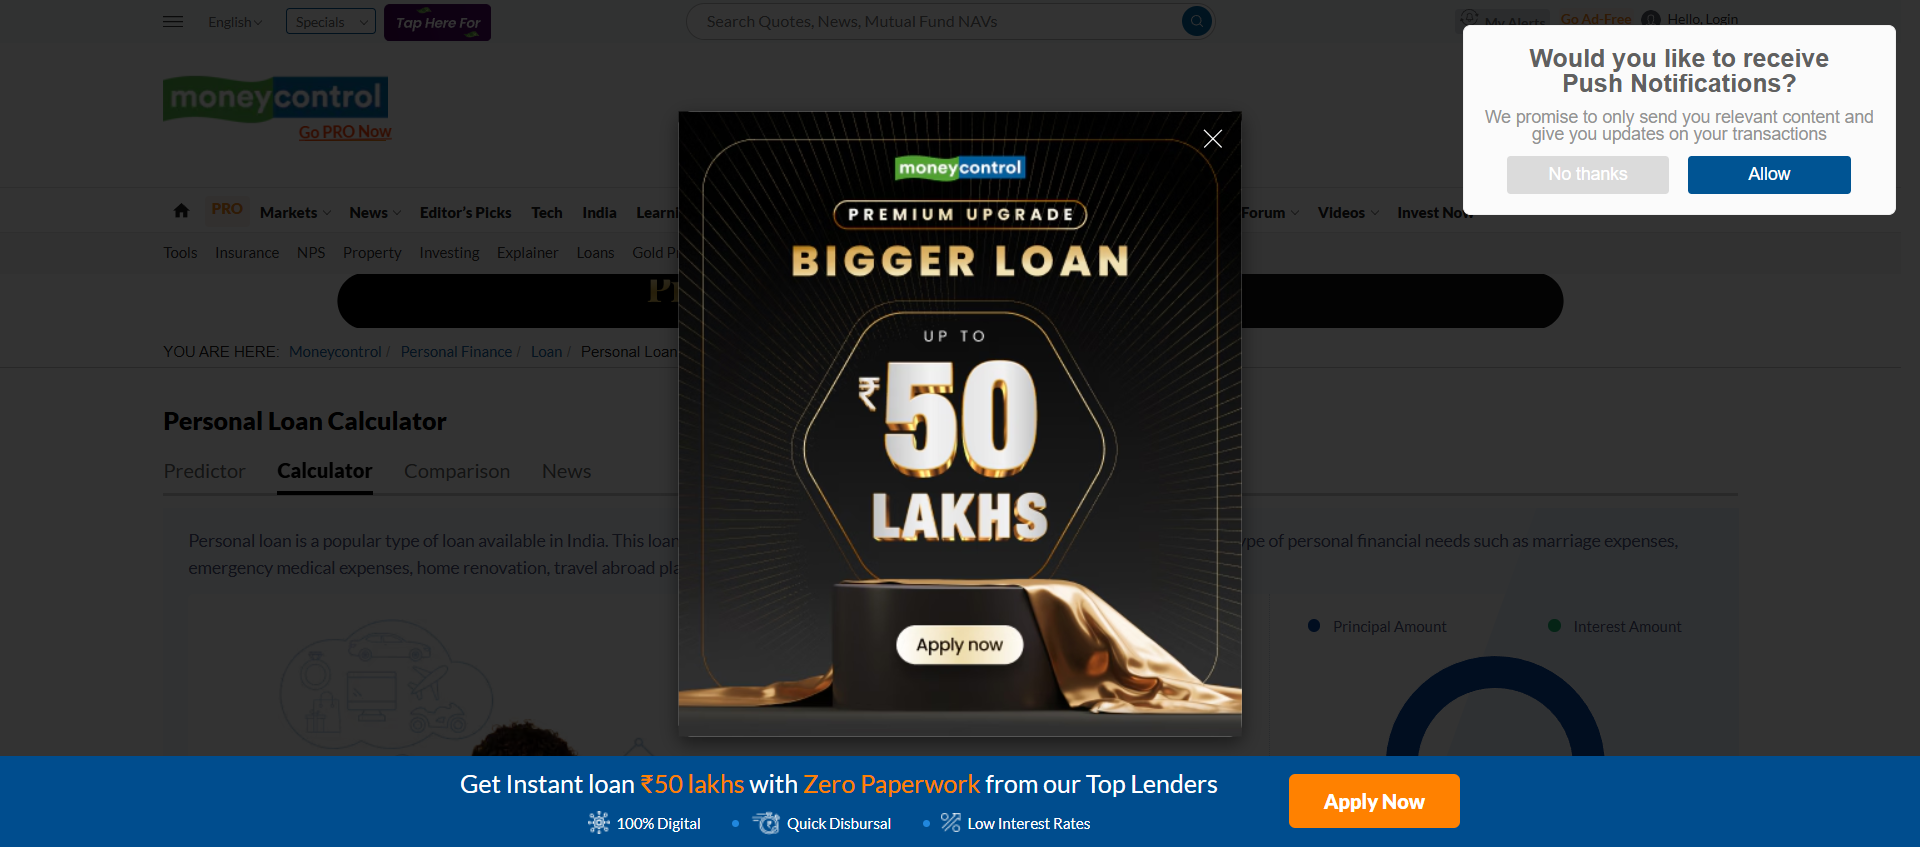 English
Specials
Tap Here For
Search Quotes, News, Mutual Fund NAVs
My Alerts
Go Ad-Free
Hello, Login
Would you like to receive
Push Notifications?
We promise to only send you relevant content and
give you updates on your transactions
No thanks
Allow
moneycontrol
Go PRO Now
PRO Markets News Editor's Picks Tech India
Forum Videos Invest Now
Tools Insurance NPS Property Investing Explainer Loans Gold
YOU ARE HERE: Moneycontrol / Personal Finance / Loan / Personal Loan
Personal Loan Calculator
Predictor Calculator Comparison News
Personal loan is a popular type of loan available in India. This loan
ype of personal financial needs such as marriage expenses,
emergency medical expenses, home renovation, travel abroad
Principal Amount
Interest Amount
moneycontrol
PREMIUM UPGRADE
BIGGER LOAN
UP TO
₹50
LAKHS
Apply now
Get Instant loan ₹50 lakhs with Zero Paperwork from our Top Lenders
100% Digital • Quick Disbursal • Low Interest Rates
Apply Now